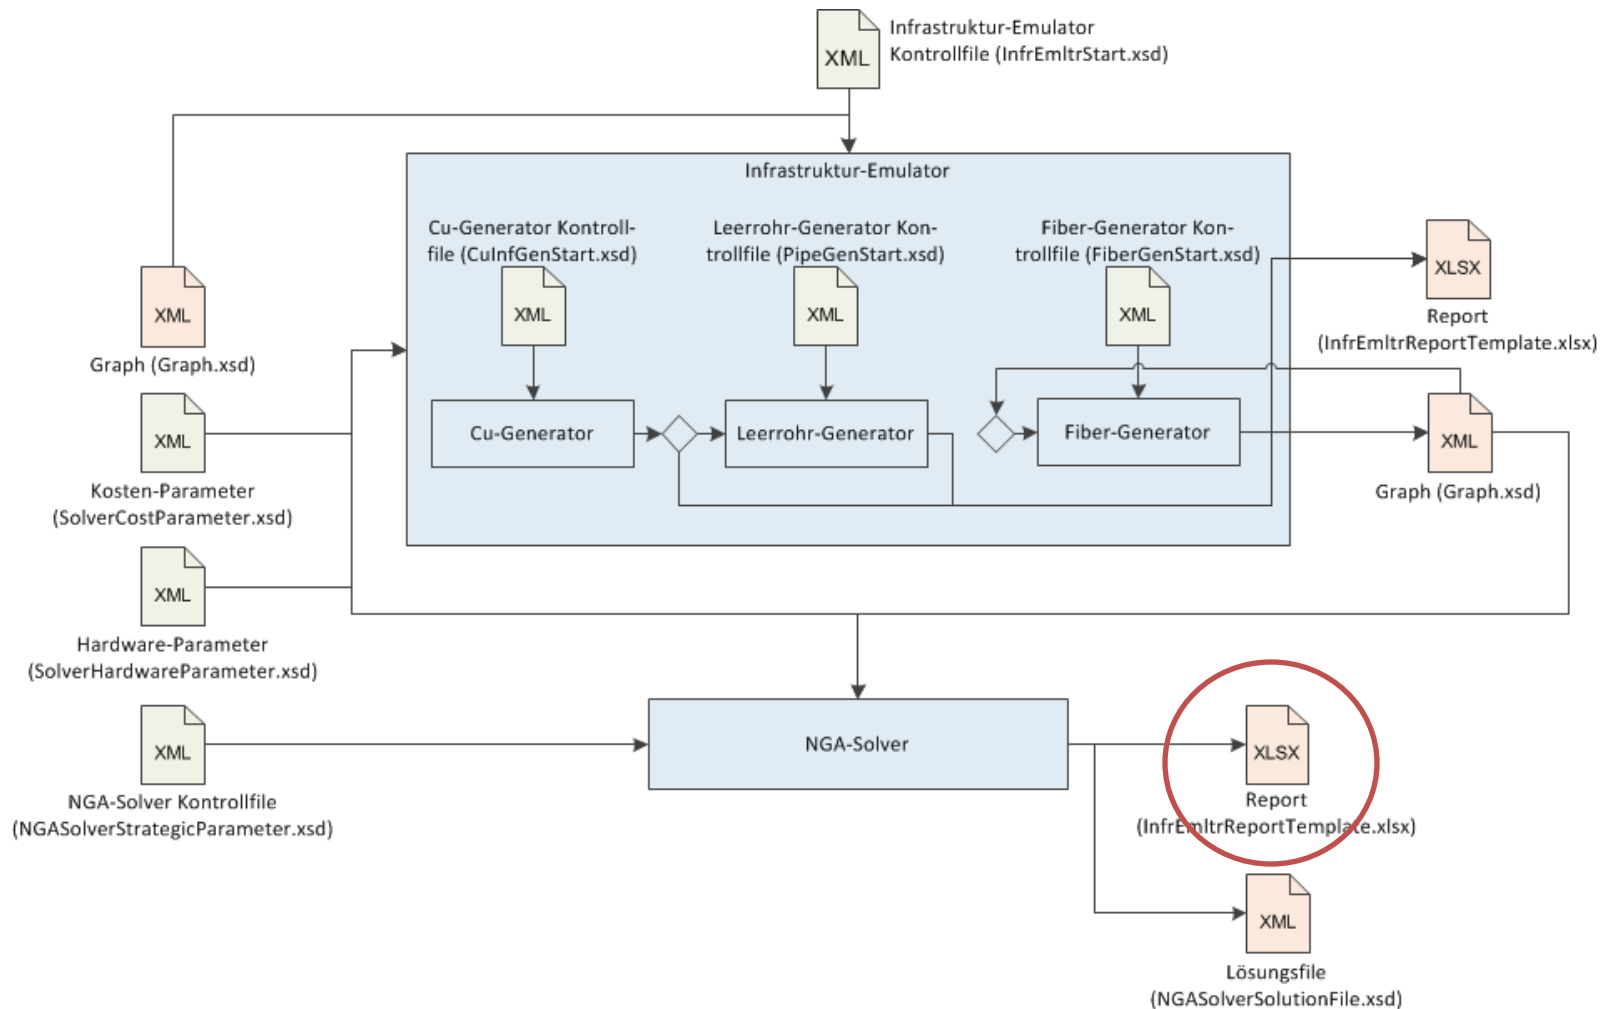 Infrastruktur-Emulator
Kontrollfile (InfrEmltrStart.xsd)
XML
Infrastruktur-Emulator
Cu-Generator Kontroll-
file (CuInfGenStart.xsd)
Leerrohr-Generator Kon-
trollfile (PipeGenStart.xsd)
Fiber-Generator Kon-
trollfile (FiberGenStart.xsd)
XML
XML
XML
XML
Graph (Graph.xsd)
XLSX
Report
(InfrEmltrReportTemplate.xlsx)
Cu-Generator
Leerrohr-Generator
Fiber-Generator
XML
Graph (Graph.xsd)
XML
Kosten-Parameter
(SolverCostParameter.xsd)
XML
Hardware-Parameter
(SolverHardwareParameter.xsd)
XML
NGA-Solver Kontrollfile
(NGASolverStrategicParameter.xsd)
NGA-Solver
XLSX
Report
(InfrEmltrReportTemplate.xlsx)
XML
Lösungsfile
(NGASolverSolutionFile.xsd)